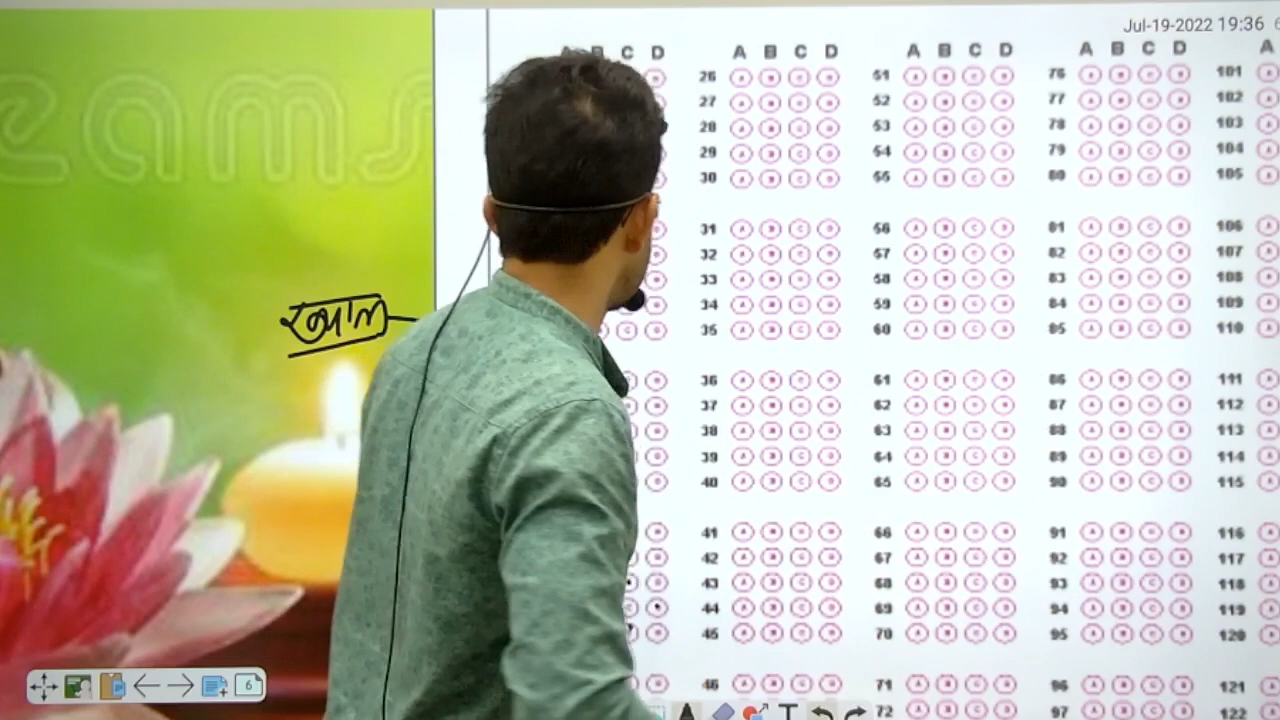 Jul-19-2022 19:36 6
eams
A B C D A B C D A B C D A B C D A
26 A B C D 51 A B C D 76 A B C D 101 A
27 A B C D 52 A B C D 77 A B C D 102 A
28 A B C D 53 A B C D 78 A B C D 103 A
29 A B C D 54 A B C D 79 A B C D 104 A
30 A B C D 55 A B C D 80 A B C D 105 A
31 A B C D 56 A B C D 81 A B C D 106 A
32 A B C D 57 A B C D 82 A B C D 107 A
33 A B C D 58 A B C D 83 A B C D 108 A
34 A B C D 59 A B C D 84 A B C D 109 A
C D 35 A B C D 60 A B C D 85 A B C D 110 A
36 A B C D 61 A B C D 86 A B C D 111 A
37 A B C D 62 A B C D 87 A B C D 112 A
38 A B C D 63 A B C D 88 A B C D 113 A
39 A B C D 64 A B C D 89 A B C D 114 A
40 A B C D 65 A B C D 90 A B C D 115 A
41 A B C D 66 A B C D 91 A B C D 116 A
42 A B C D 67 A B C D 92 A B C D 117 A
43 A B C D 68 A B C D 93 A B C D 118 A
44 A B C D 69 A B C D 94 A B C D 119 A
45 A B C D 70 A B C D 95 A B C D 120 A
46 A B C D 71 A B C D 96 A B C D 121 A
72 A B C D 97 A B C D 122 A
6
T